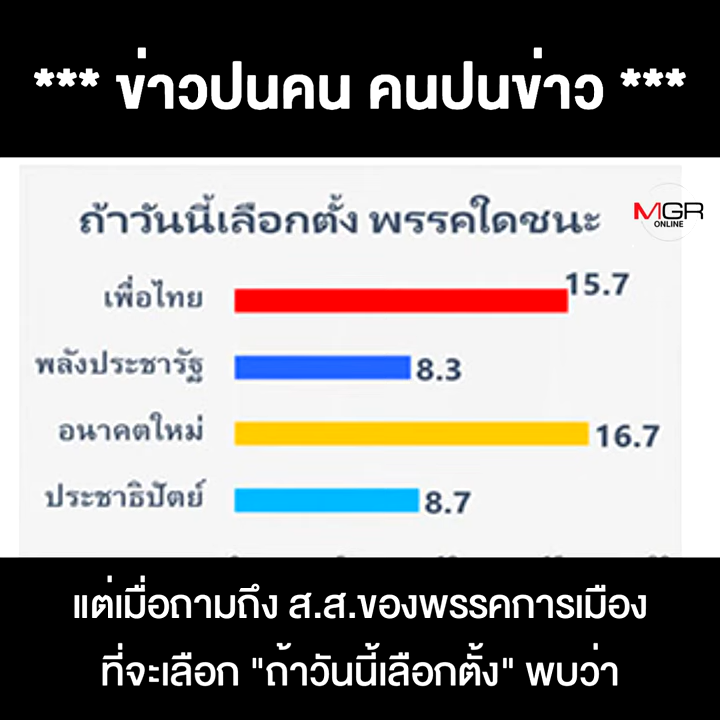 *** ข่าวปนคน คนปนข่าว ***
ถ้าวันนี้เลือกตั้ง พรรคใดชนะ
MGR
ONLINE
เพื่อไทย 15.7
พลังประชารัฐ 8.3
อนาคตใหม่ 16.7
ประชาธิปัตย์ 8.7
แต่เมื่อถามถึง ส.ส.ของพรรคการเมือง
ที่จะเลือก "ถ้าวันนี้เลือกตั้ง" พบว่า